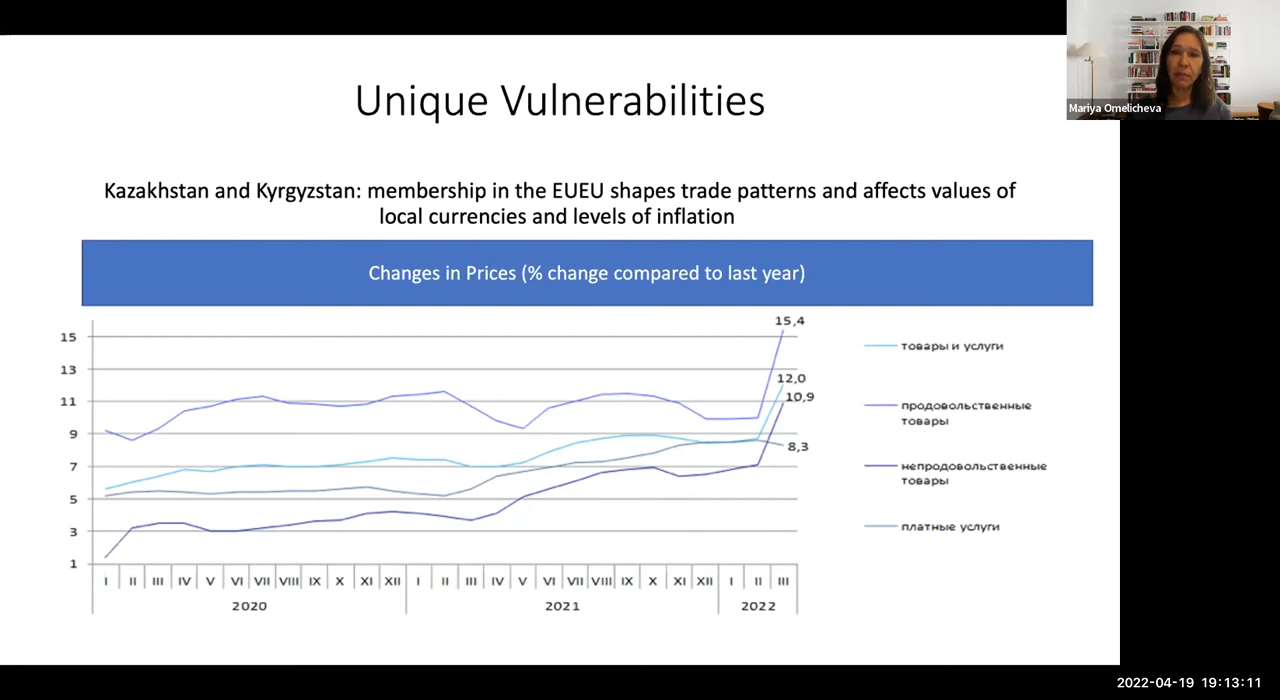 Unique Vulnerabilities
Mariya Omelicheva
Kazakhstan and Kyrgyzstan: membership in the EUEU shapes trade patterns and affects values of
local currencies and levels of inflation
Changes in Prices (% change compared to last year)
15,4
15
товары и услуги
13
12,0
11
10,9
продовольственные
товары
9
8,3
7
непродовольственные
товары
5
платные услуги
3
1
I II III IV V VI VII VIII IX X XI XII I II III IV V VI VII VIII IX X XI XII I II III
2020 2021 2022
2022-04-19 19:13:11